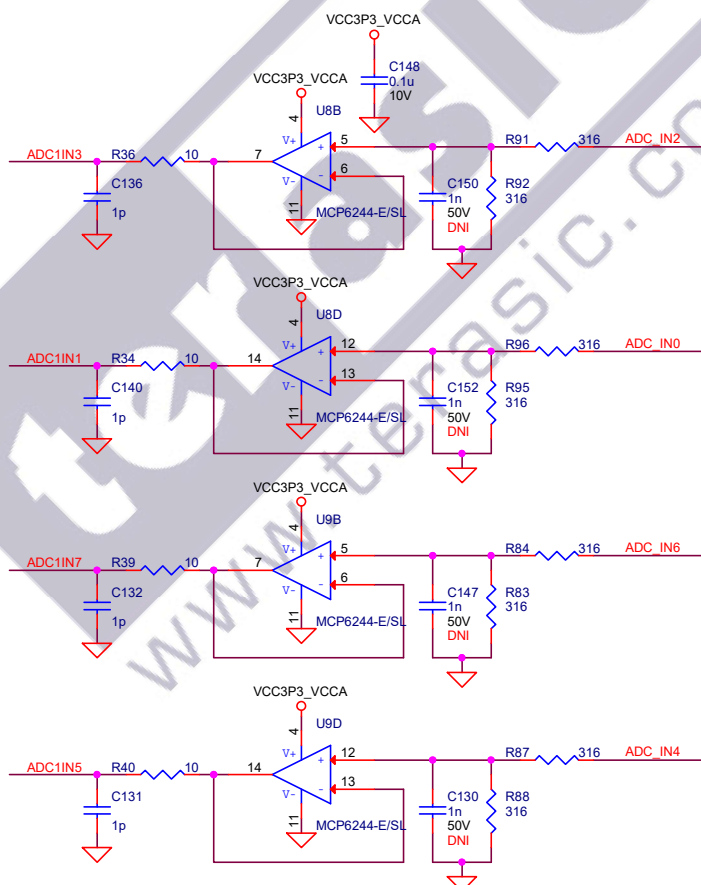 VCC3P3_VCCA
C148
0.1u
10V
VCC3P3_VCCA
U8B
4
V+
ADC1IN3
R36
10
7
+
5
R91
316
ADC_IN2
-
6
V-
C136
1p
11
MCP6244-E/SL
C150
1n
50V
DNI
R92
316
VCC3P3_VCCA
U8D
4
V+
ADC1IN1
R34
10
14
+
12
R96
316
ADC_IN0
-
13
V-
C140
1p
11
MCP6244-E/SL
C152
1n
50V
DNI
R95
316
VCC3P3_VCCA
U9B
4
V+
ADC1IN7
R39
10
7
+
5
R84
316
ADC_IN6
-
6
V-
C132
1p
11
MCP6244-E/SL
C147
1n
50V
DNI
R83
316
VCC3P3_VCCA
U9D
4
V+
ADC1IN5
R40
10
14
+
12
R87
316
ADC_IN4
-
13
V-
C131
1p
11
MCP6244-E/SL
C130
1n
50V
DNI
R88
316
terasic
www.terasic.co